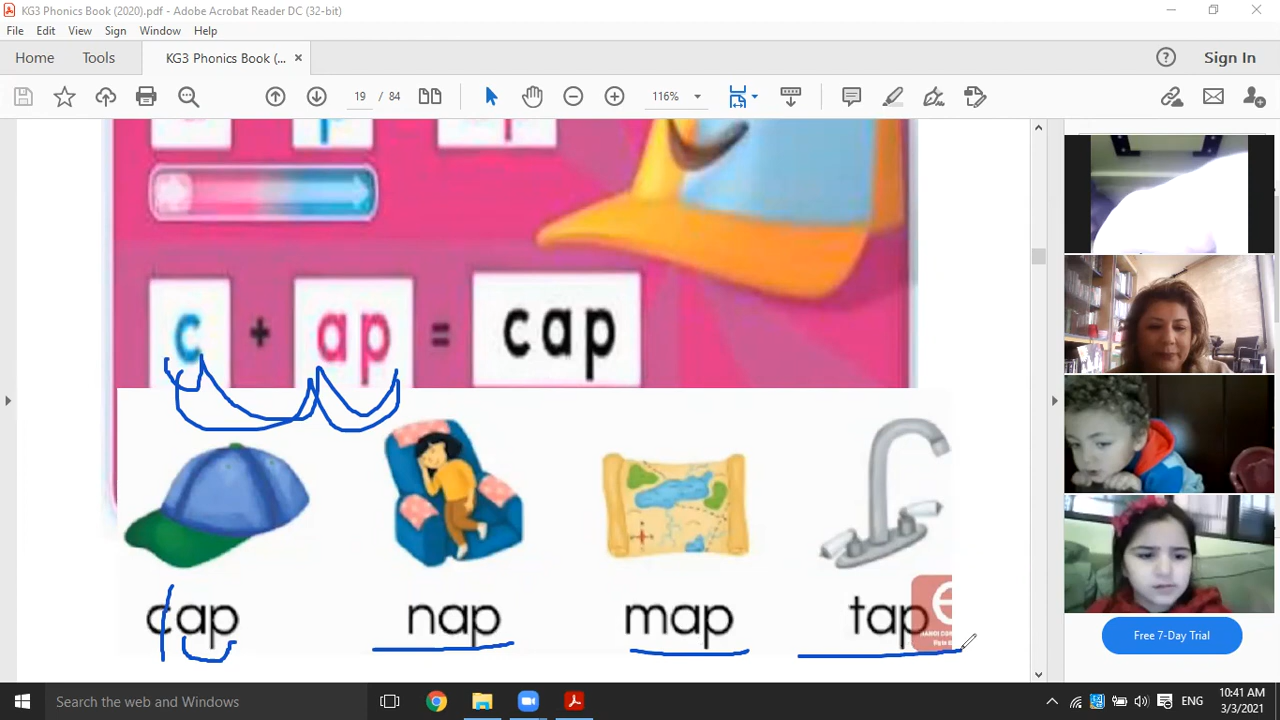 KG3 Phonics Book (2020).pdf - Adobe Acrobat Reader DC (32-bit)
File Edit View Sign Window Help
Home Tools KG3 Phonics Book (... × Sign In
19 / 84 116%
c + ap = cap
cap nap map tap
Free 7-Day Trial
Search the web and Windows
ENG
10:41 AM
3/3/2021